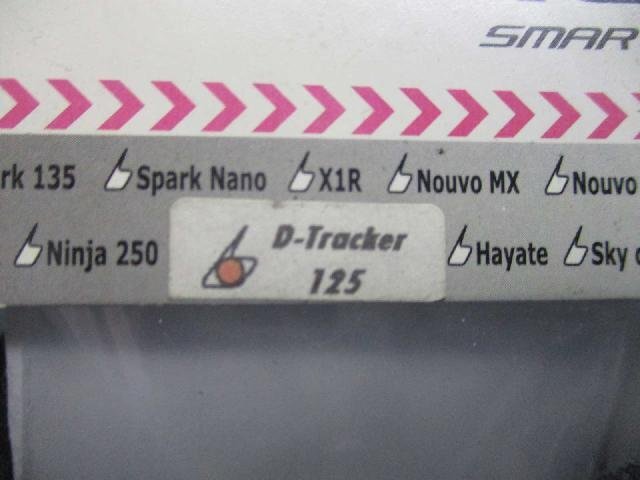 SMAR
rk 135 Spark Nano X1R Nouvo MX Nouvo
Ninja 250 D-Tracker 125 Hayate Sky